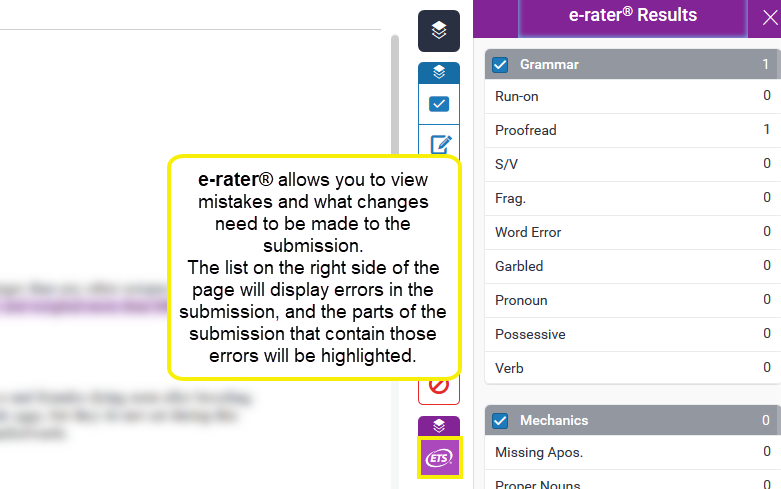 e-rater® Results
Grammar 1
Run-on 0
Proofread 1
S/V 0
Frag. 0
Word Error 0
Garbled 0
Pronoun 0
Possessive 0
Verb 0
Mechanics 0
Missing Apos. 0
Proper Nouns 0
e-rater® allows you to view
mistakes and what changes
need to be made to the
submission.
The list on the right side of the
page will display errors in the
submission, and the parts of the
submission that contain those
errors will be highlighted.
ETS